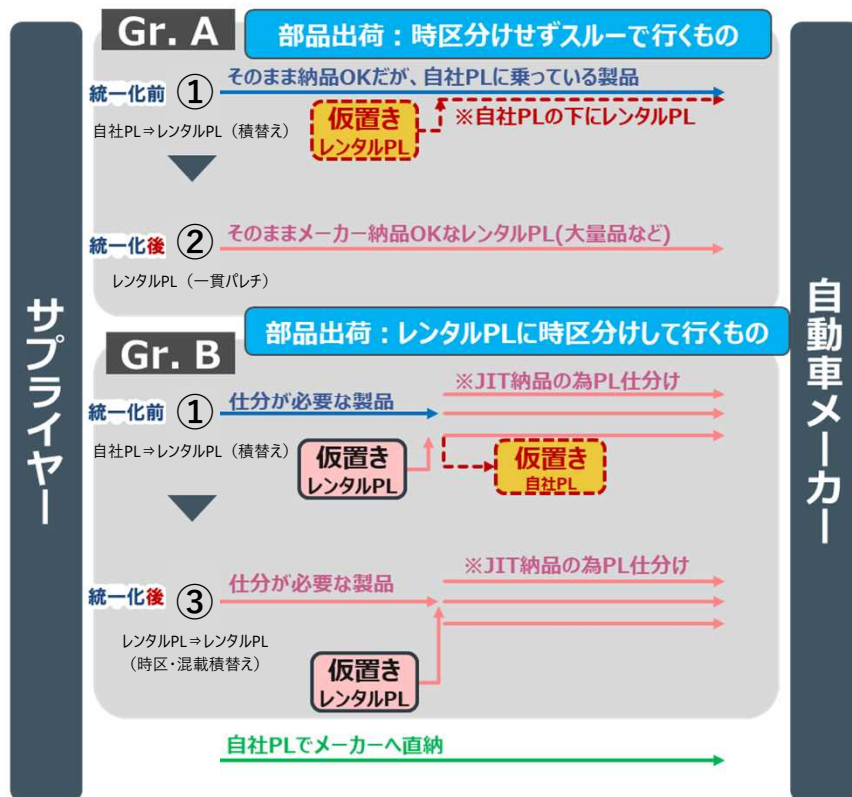 Gr. A
部品出荷：時区分けせずスルーで行くもの
統一化前 ① そのまま納品OKだが、自社PLに乗っている製品
自社PL⇒レンタルPL（積替え）
仮置き
レンタルPL
※自社PLの下にレンタルPL
統一化後 ② そのままメーカー納品OKなレンタルPL(大量品など)
レンタルPL（一貫パレチ）
部品出荷：レンタルPLに時区分けして行くもの
Gr. B
※JIT納品の為PL仕分け
統一化前 ① 仕分が必要な製品
自社PL⇒レンタルPL（積替え）
仮置き
レンタルPL
仮置き
自社PL
※JIT納品の為PL仕分け
統一化後 ③ 仕分が必要な製品
レンタルPL⇒レンタルPL
（時区・混載積替え）
仮置き
レンタルPL
自社PLでメーカーへ直納
サプライヤー
自動車メーカー